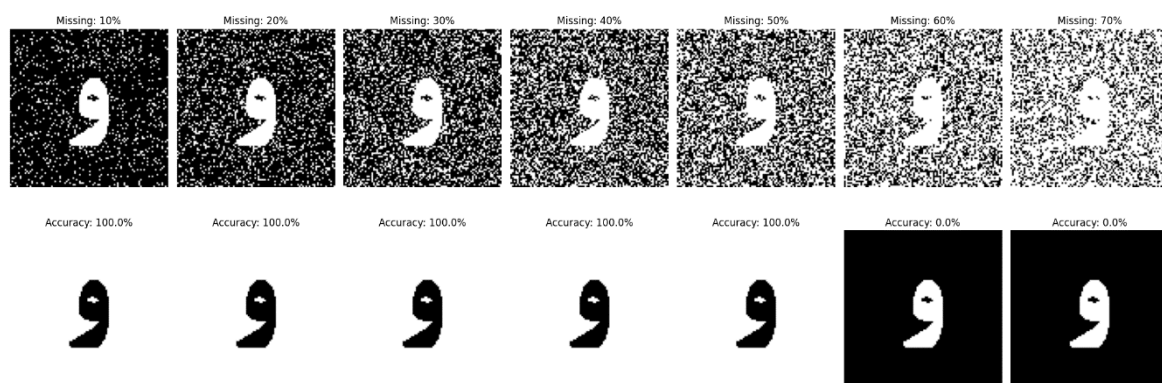 Missing: 10% Missing: 20% Missing: 30% Missing: 40% Missing: 50% Missing: 60% Missing: 70%
و و و و و و و
Accuracy: 100.0% Accuracy: 100.0% Accuracy: 100.0% Accuracy: 100.0% Accuracy: 100.0% Accuracy: 0.0% Accuracy: 0.0%
و و و و و و و